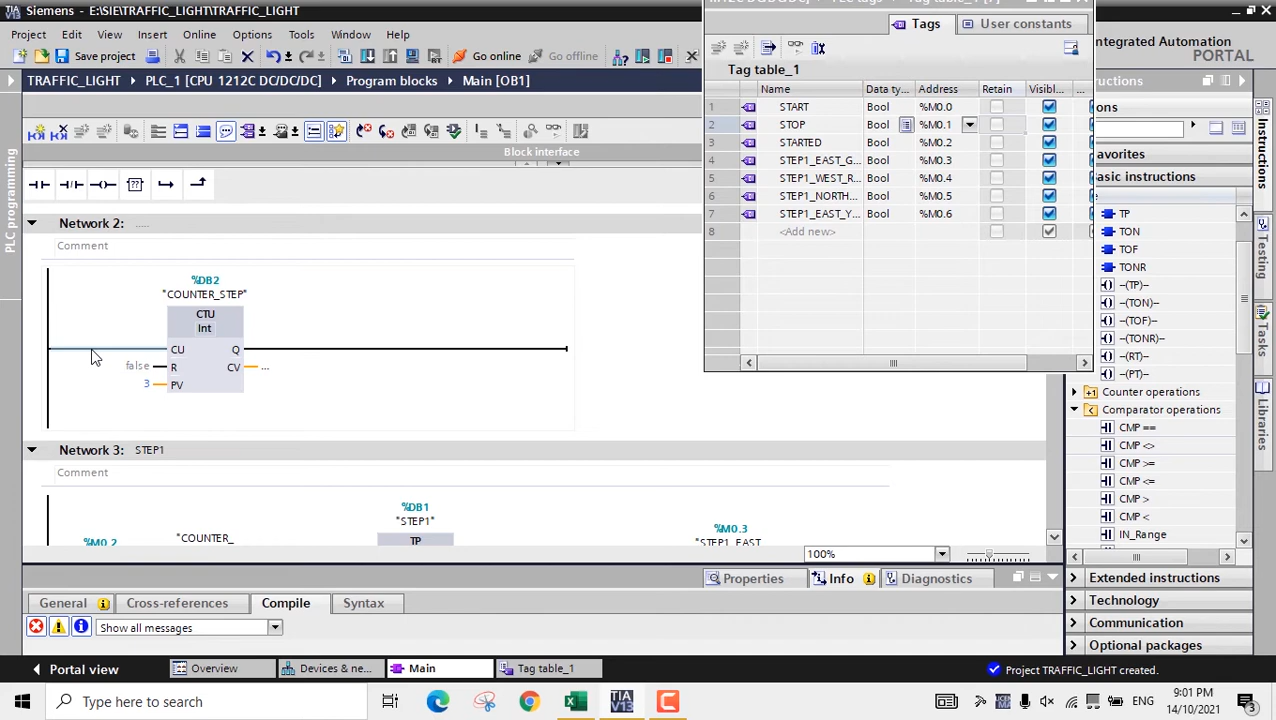 Siemens - E:\SIE\TRAFFIC_LIGHT\TRAFFIC_LIGHT
Project Edit View Insert Options Tools Window Help
Save project
Go online
Go offline
Integrated Automation
PORTAL
TRAFFIC_LIGHT
PLC_1 [CPU 1212C DC/DC/DC]
Program blocks
Main [OB1]
Tags
User constants
Tag table_1
Name Data ty... Address Retain Visibl... ...
1 START Bool %M0.0
2 STOP Bool %M0.1
3 STARTED Bool %M0.2
4 STEP1_EAST_G... Bool %M0.3
5 STEP1_WEST_R... Bool %M0.4
6 STEP1_NORTH... Bool %M0.5
7 STEP1_EAST_Y... Bool %M0.6
8 <Add new>
Block interface
PLC programming
Network 2: .....
Comment
%DB2
"COUNTER_STEP"
CTU
Int
CU Q
false R CV ...
3 PV
Network 3: STEP1
Comment
%DB1
"STEP1"
TP
%M0.2
"COUNTER_
%M0.3
"STEP1_EAST
100%
Basic instructions
TP
TON
TOF
TONR
-(TP)-
-(TON)-
-(TOF)-
-(TONR)-
-(RT)-
-(PT)-
Counter operations
Comparator operations
CMP ==
CMP <>
CMP >=
CMP <=
CMP >
CMP <
IN_Range
Extended instructions
Technology
Communication
Optional packages
Instructions
Testing
Tasks
Libraries
Properties
Info
Diagnostics
General
Cross-references
Compile
Syntax
Show all messages
Portal view
Overview
Devices & ne...
Main
Tag table_1
Project TRAFFIC_LIGHT created.
Type here to search
ENG
9:01 PM
14/10/2021
3